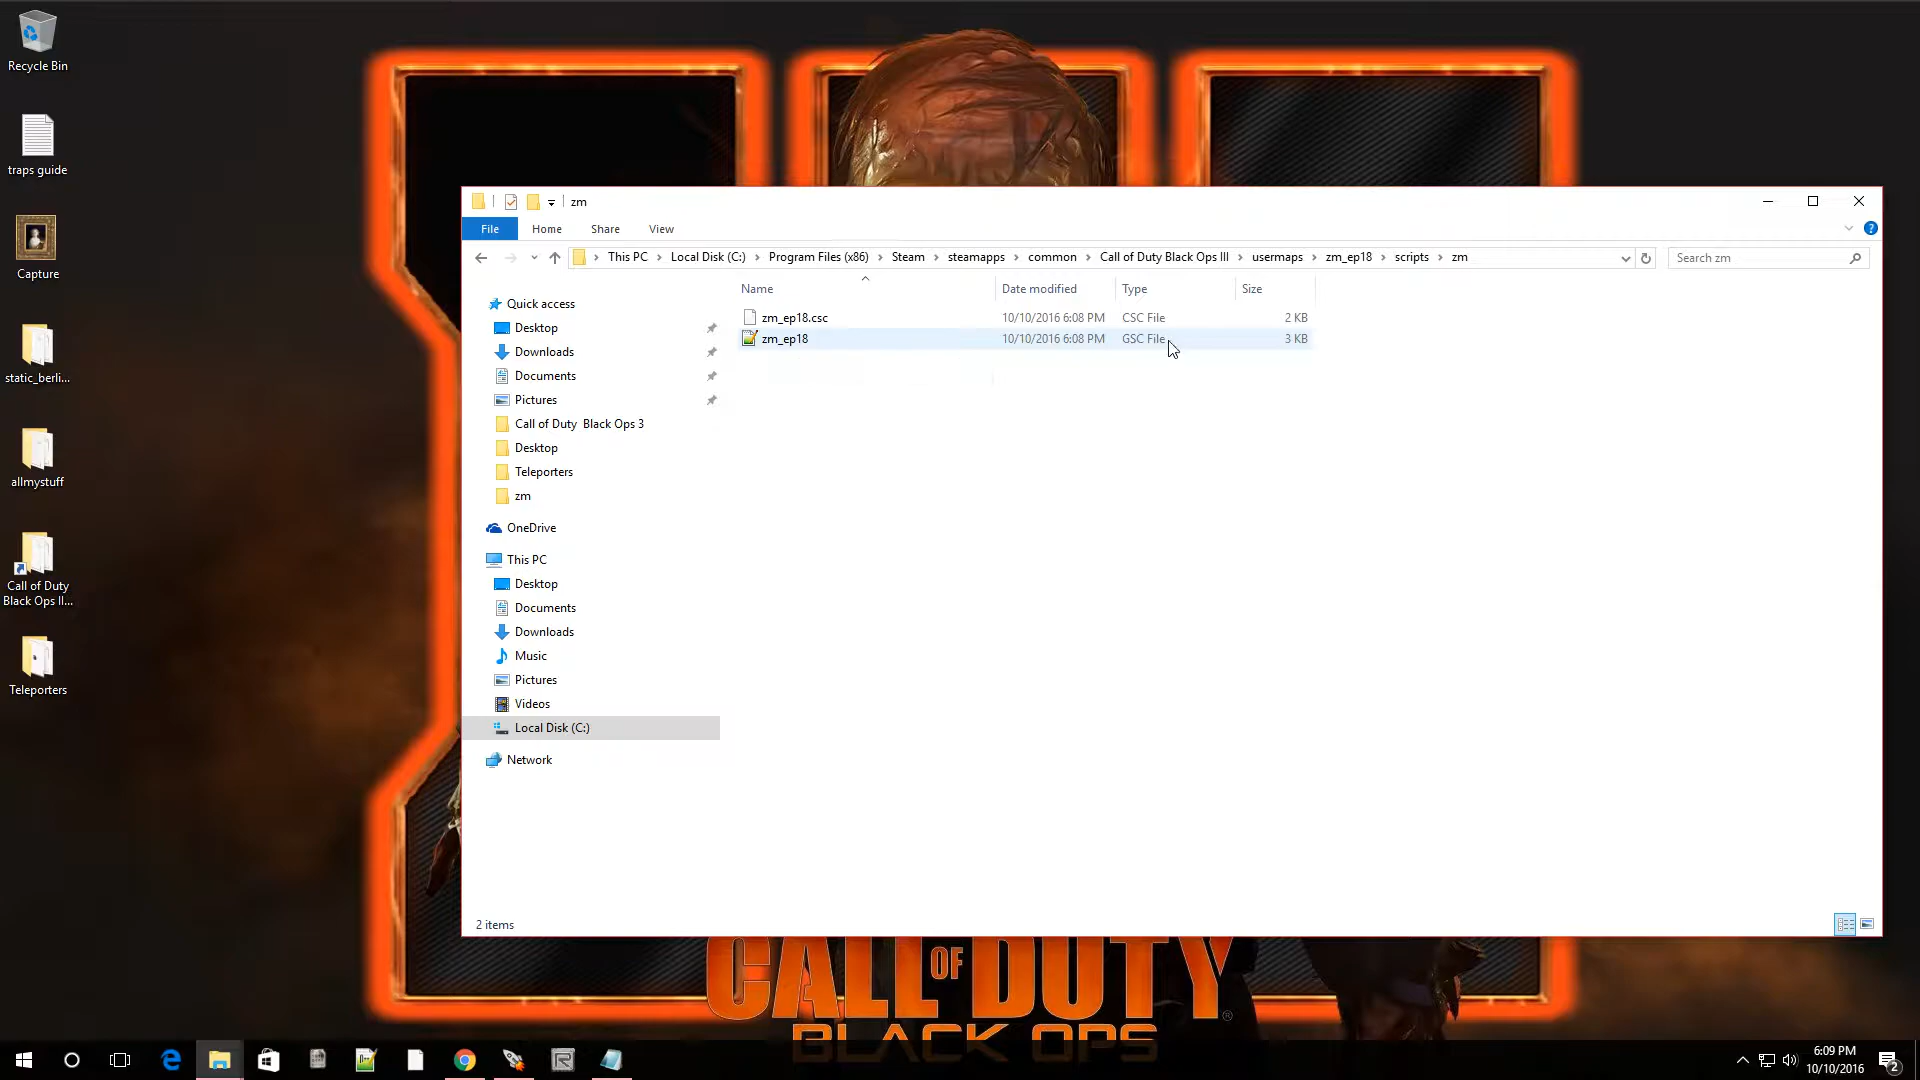 Recycle Bin
traps guide
Capture
static_berli...
allmystuff
Call of Duty
Black Ops II...
Teleporters
zm
File Home Share View
This PC Local Disk (C:) Program Files (x86) Steam steamapps common Call of Duty Black Ops III usermaps zm_ep18 scripts zm
Search zm
Name Date modified Type Size
zm_ep18.csc 10/10/2016 6:08 PM CSC File 2 KB
zm_ep18 10/10/2016 6:08 PM GSC File 3 KB
Quick access
Desktop
Downloads
Documents
Pictures
Call of Duty Black Ops 3
Desktop
Teleporters
zm
OneDrive
This PC
Desktop
Documents
Downloads
Music
Pictures
Videos
Local Disk (C:)
Network
2 items
CALL OF DUTY
BLACK OPS
6:09 PM
10/10/2016
2